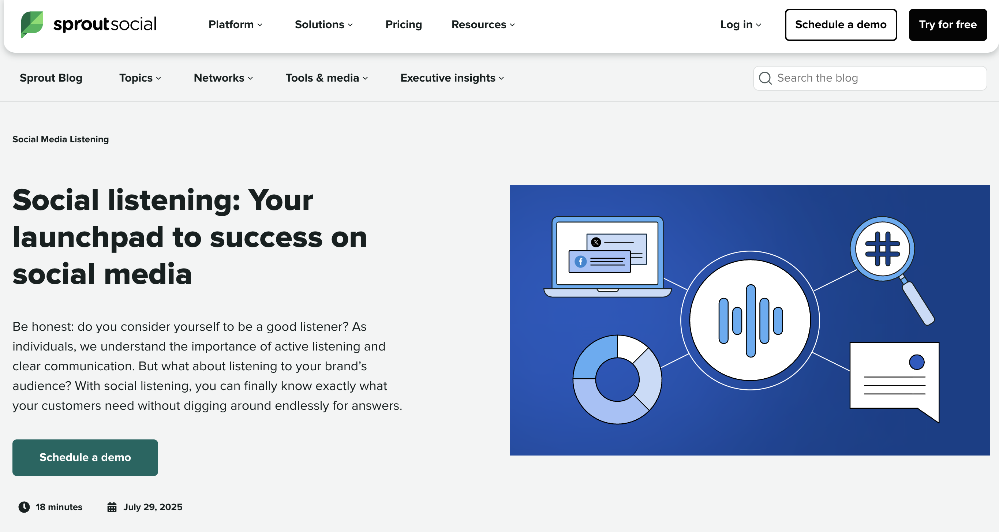 sproutsocial
Platform
Solutions
Pricing
Resources
Log in
Schedule a demo
Try for free
Sprout Blog
Topics
Networks
Tools & media
Executive insights
Search the blog
Social Media Listening
Social listening: Your
launchpad to success on
social media
Be honest: do you consider yourself to be a good listener? As
individuals, we understand the importance of active listening and
clear communication. But what about listening to your brand’s
audience? With social listening, you can finally know exactly what
your customers need without digging around endlessly for answers.
Schedule a demo
18 minutes
July 29, 2025
X
f
#